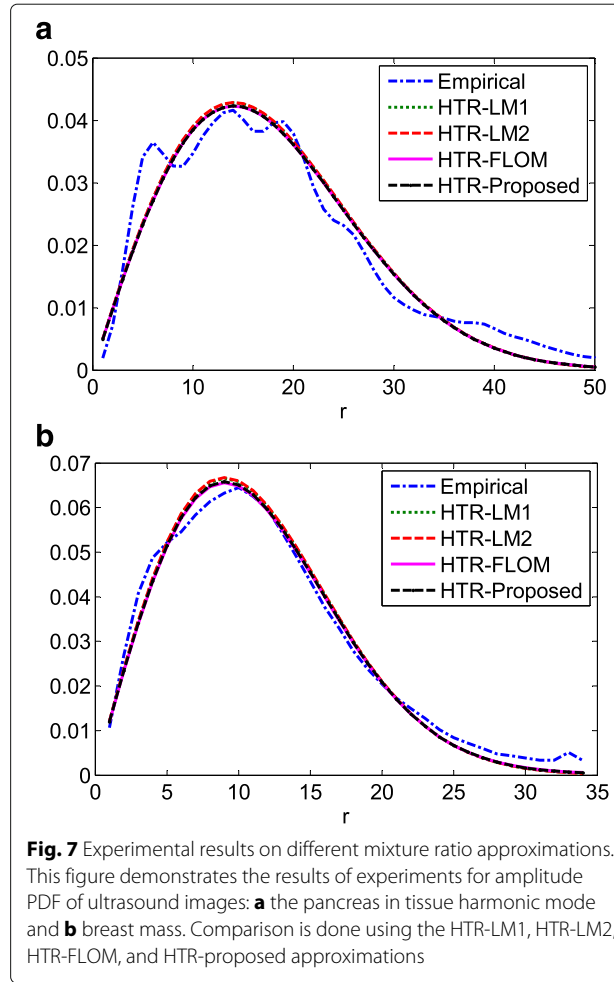 a
0.05
0.04
0.03
0.02
0.01
0
0 10 20 30 40 50
r
Empirical
HTR-LM1
HTR-LM2
HTR-FLOM
HTR-Proposed
b
0.07
0.06
0.05
0.04
0.03
0.02
0.01
0
0 5 10 15 20 25 30 35
r
Empirical
HTR-LM1
HTR-LM2
HTR-FLOM
HTR-Proposed
Fig. 7 Experimental results on different mixture ratio approximations.
This figure demonstrates the results of experiments for amplitude
PDF of ultrasound images: a the pancreas in tissue harmonic mode
and b breast mass. Comparison is done using the HTR-LM1, HTR-LM2,
HTR-FLOM, and HTR-proposed approximations